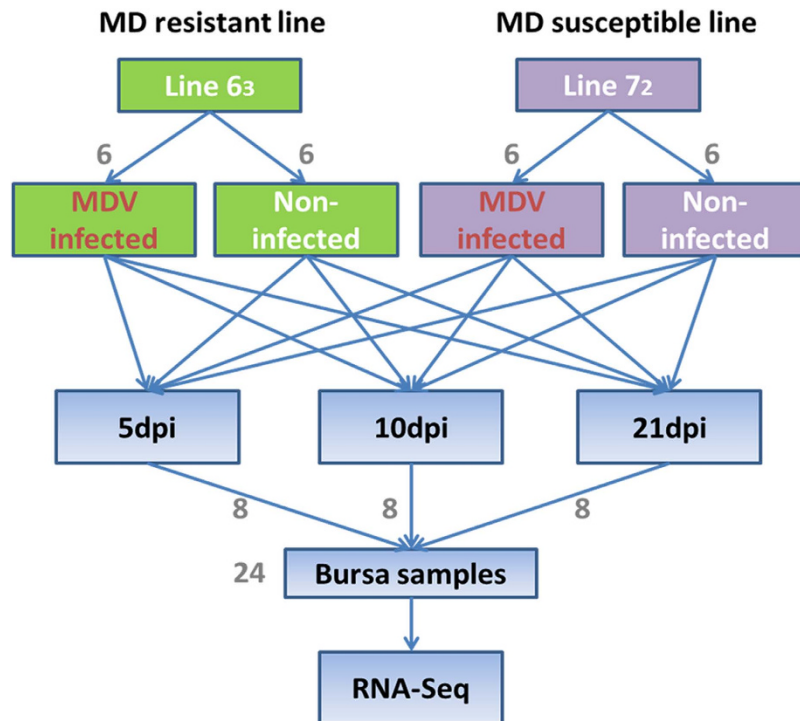 MD resistant line
MD susceptible line
Line 63
Line 72
6
6
6
6
MDV
infected
Non-
infected
MDV
infected
Non-
infected
5dpi
10dpi
21dpi
8
8
8
24
Bursa samples
RNA-Seq